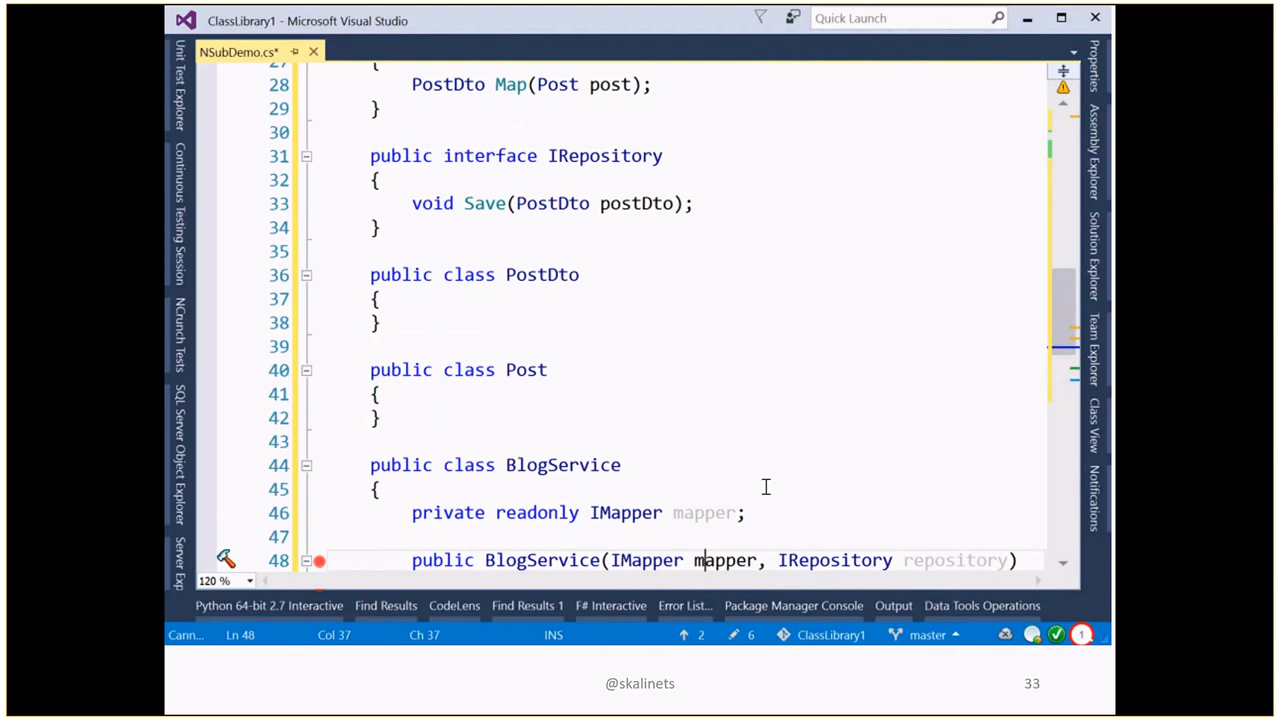 ClassLibrary1 - Microsoft Visual Studio
Quick Launch
NSubDemo.cs*
Unit Test Explorer
Continuous Testing Session
NCrunch Tests
SQL Server Object Explorer
Server Exp
27 {
28 PostDto Map(Post post);
29 }
30
31 public interface IRepository
32 {
33 void Save(PostDto postDto);
34 }
35
36 public class PostDto
37 {
38 }
39
40 public class Post
41 {
42 }
43
44 public class BlogService
45 {
46 private readonly IMapper mapper;
47
48 public BlogService(IMapper mapper, IRepository repository)
Properties
Assembly Explorer
Solution Explorer
Team Explorer
Class View
Notifications
120 %
Python 64-bit 2.7 Interactive Find Results CodeLens Find Results 1 F# Interactive Error List... Package Manager Console Output Data Tools Operations
Cann... Ln 48 Col 37 Ch 37 INS 2 6 ClassLibrary1 master 1
@skalinets 33